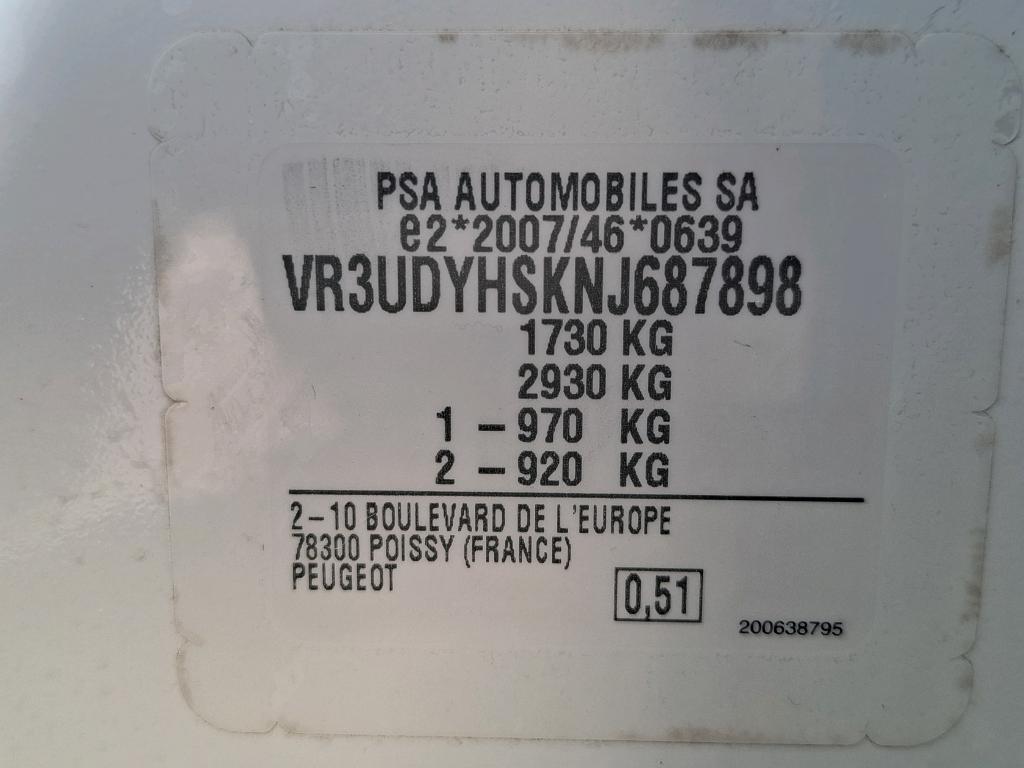 PSA AUTOMOBILES SA
e2*2007/46*0639
VR3UDYHSKNJ687898
1730 KG
2930 KG
1 – 970 KG
2 – 920 KG
2–10 BOULEVARD DE L'EUROPE
78300 POISSY (FRANCE)
PEUGEOT
0,51
200638795